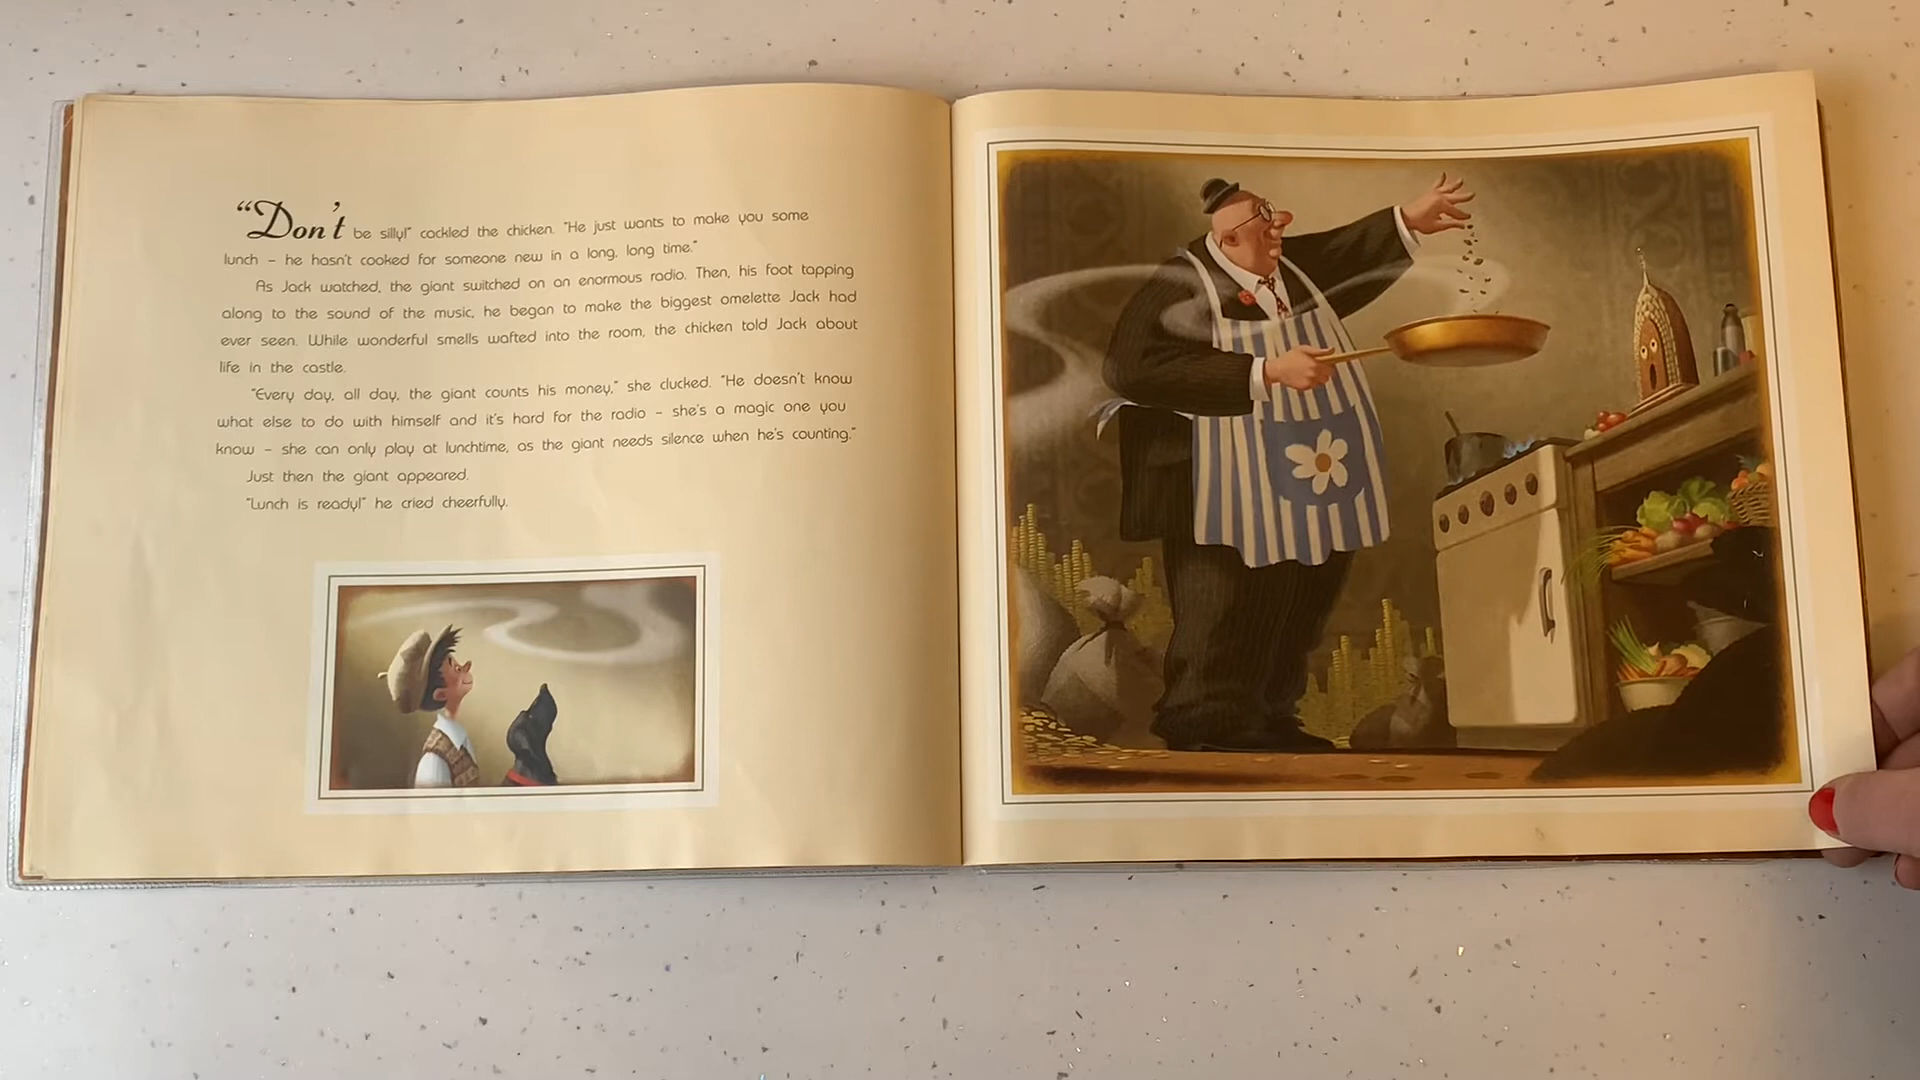 “Don't be silly!” cackled the chicken. “He just wants to make you some
lunch – he hasn't cooked for someone new in a long, long time.”
As Jack watched, the giant switched on an enormous radio. Then, his foot tapping
along to the sound of the music, he began to make the biggest omelette Jack had
ever seen. While wonderful smells wafted into the room, the chicken told Jack about
life in the castle.
“Every day, all day, the giant counts his money,” she clucked. “He doesn't know
what else to do with himself and it's hard for the radio – she's a magic one you
know – she can only play at lunchtime, as the giant needs silence when he's counting.”
Just then the giant appeared.
“Lunch is ready!” he cried cheerfully.